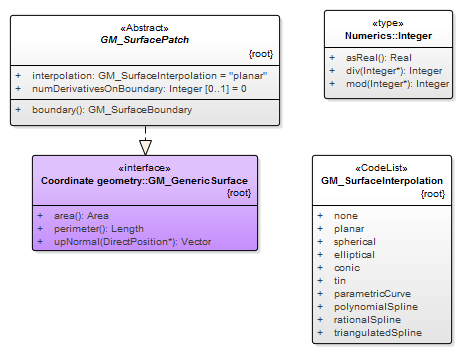 «Abstract»
GM_SurfacePatch
{root}
+ interpolation: GM_SurfaceInterpolation = "planar"
+ numDerivativesOnBoundary: Integer [0..1] = 0
+ boundary(): GM_SurfaceBoundary
«type»
Numerics::Integer
+ asReal(): Real
+ div(Integer*): Integer
+ mod(Integer*): Integer
«interface»
Coordinate geometry::GM_GenericSurface
{root}
+ area(): Area
+ perimeter(): Length
+ upNormal(DirectPosition*): Vector
«CodeList»
GM_SurfaceInterpolation
{root}
+ none
+ planar
+ spherical
+ elliptical
+ conic
+ tin
+ parametricCurve
+ polynomialSpline
+ rationalSpline
+ triangulatedSpline